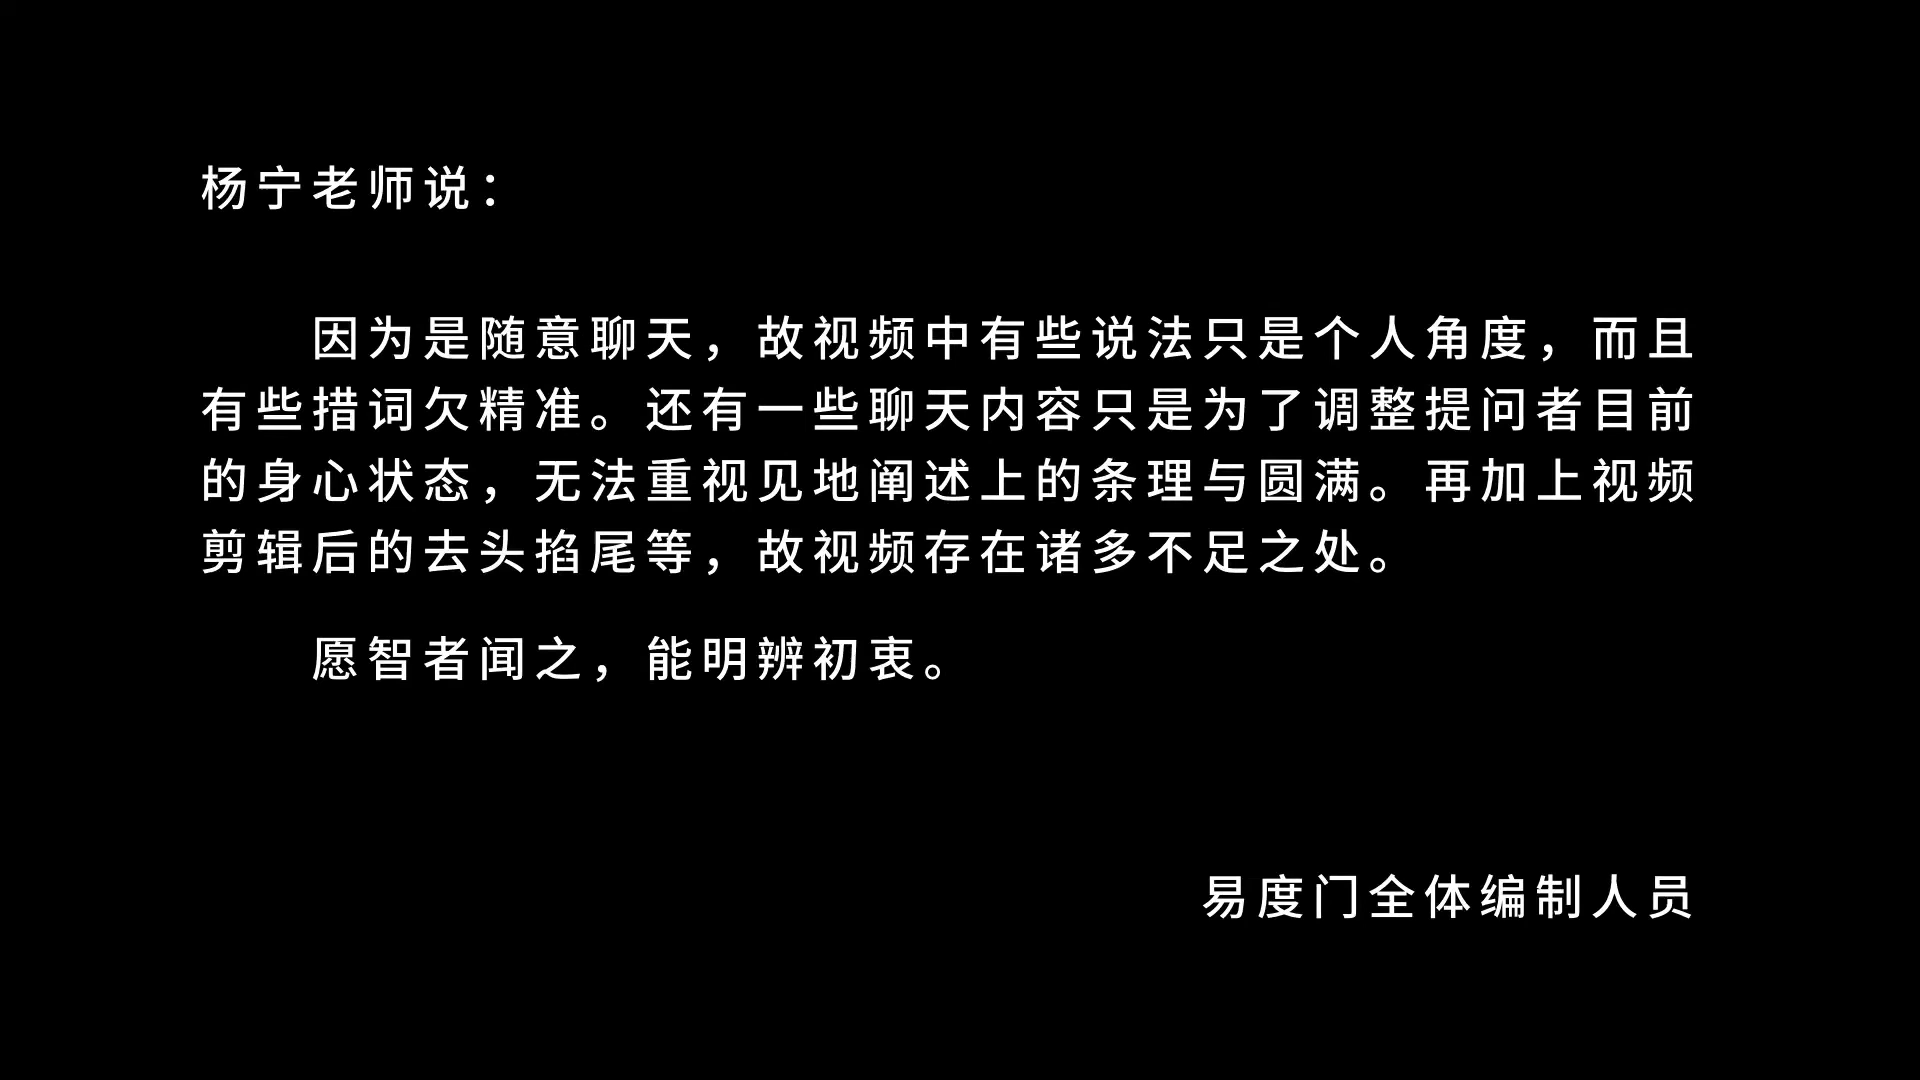 杨宁老师说：
因为是随意聊天，故视频中有些说法只是个人角度，而且
有些措词欠精准。还有一些聊天内容只是为了调整提问者目前
的身心状态，无法重视见地阐述上的条理与圆满。再加上视频
剪辑后的去头掐尾等，故视频存在诸多不足之处。
愿智者闻之，能明辨初衷。
易度门全体编制人员